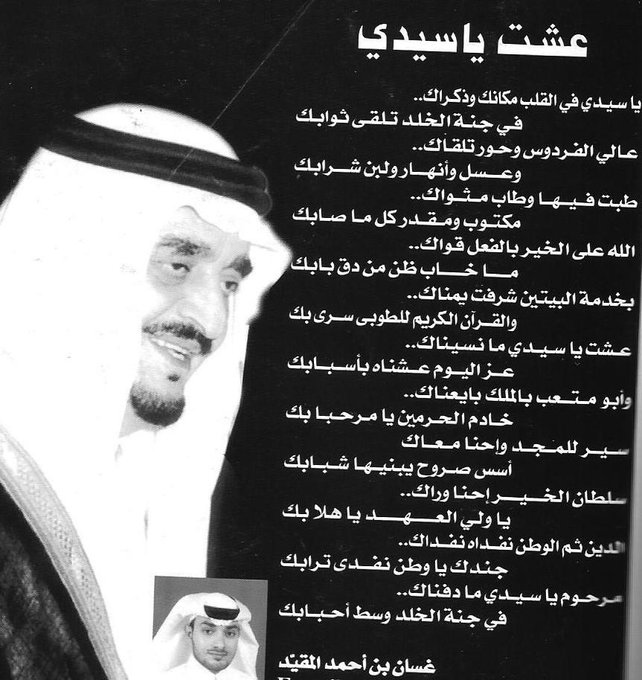 عشت ياسيدي
يا سيدي في القلب مكانك وذكراك..
في جنة الخلد تلقى ثوابك
عالي الفردوس وحور تلقاك..
وعسل وأنهار ولبن شرابك
طبت فيها وطاب مثواك..
مكتوب ومقدر كل ما صابك
الله على الخير بالفعل قواك..
ما خاب ظن من دق بابك
بخدمة البيتين شرفت يمناك..
والقرآن الكريم للطوبى سرى بك
عشت يا سيدي ما نسيناك..
عز اليوم عشناه بأسبابك
وأبو متعب بالملك بايعناك..
خادم الحرمين يا مرحبا بك
سير للمجد واحنا معاك
أسس صروح يبنيها شبابك
سلطان الخير إحنا وراك..
يا ولي العهد يا هلا بك
الدين ثم الوطن نفداه نفداك..
جندك يا وطن نفدى ترابك
مرحوم يا سيدي ما دفناك..
في جنة الخلد وسط أحبابك
غسان بن أحمد المقيّد